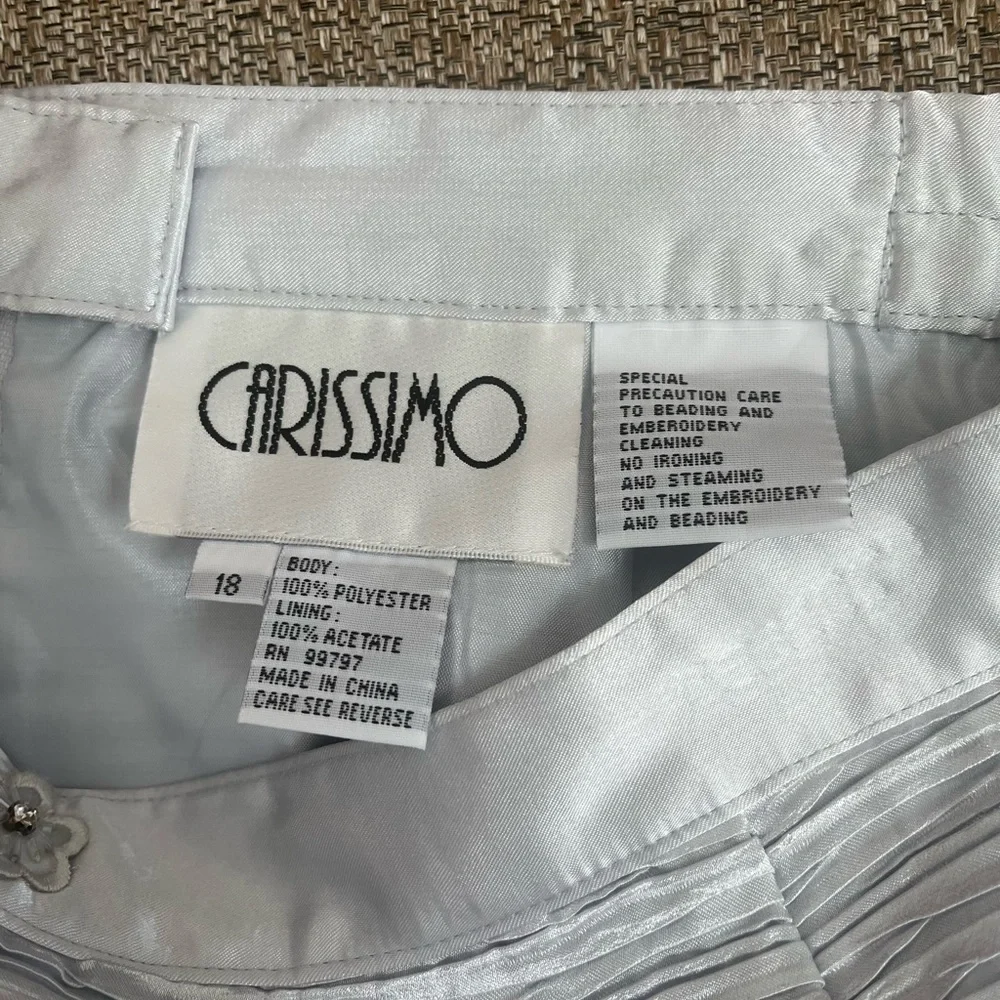 CARISSIMO
SPECIAL
PRECAUTION CARE
TO BEADING AND
EMBEROIDERY
CLEANING
NO IRONING
AND STEAMING
ON THE EMBROIDERY
AND BEADING
18
BODY:
100% POLYESTER
LINING:
100% ACETATE
RN 99797
MADE IN CHINA
CARE SEE REVERSE